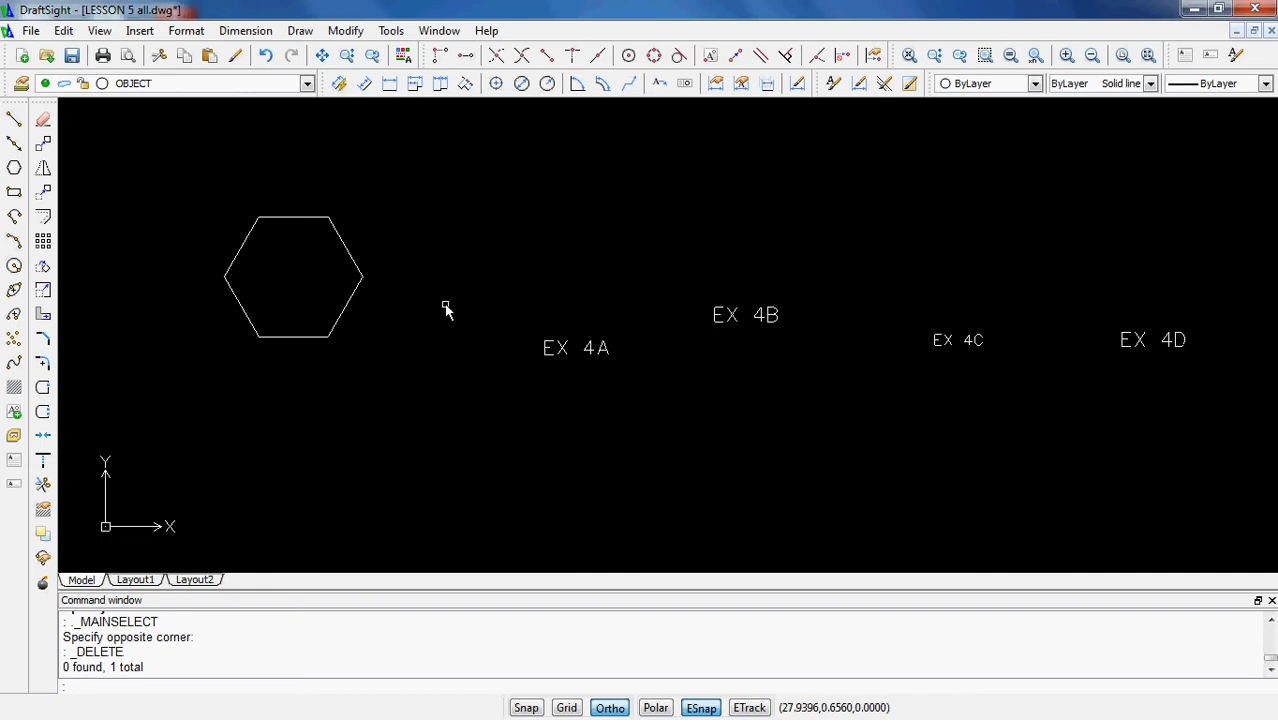 DraftSight - [LESSON 5 all.dwg*]
File Edit View Insert Format Dimension Draw Modify Tools Window Help
OBJECT
ByLayer
ByLayer Solid line
ByLayer
EX 4B
EX 4A
EX 4C
EX 4D
Y
X
Model Layout1 Layout2
Command window
: ._MAINSELECT
Specify opposite corner:
: _DELETE
0 found, 1 total
:
Snap Grid Ortho Polar ESnap ETrack (27.9396,0.6560,0.0000)